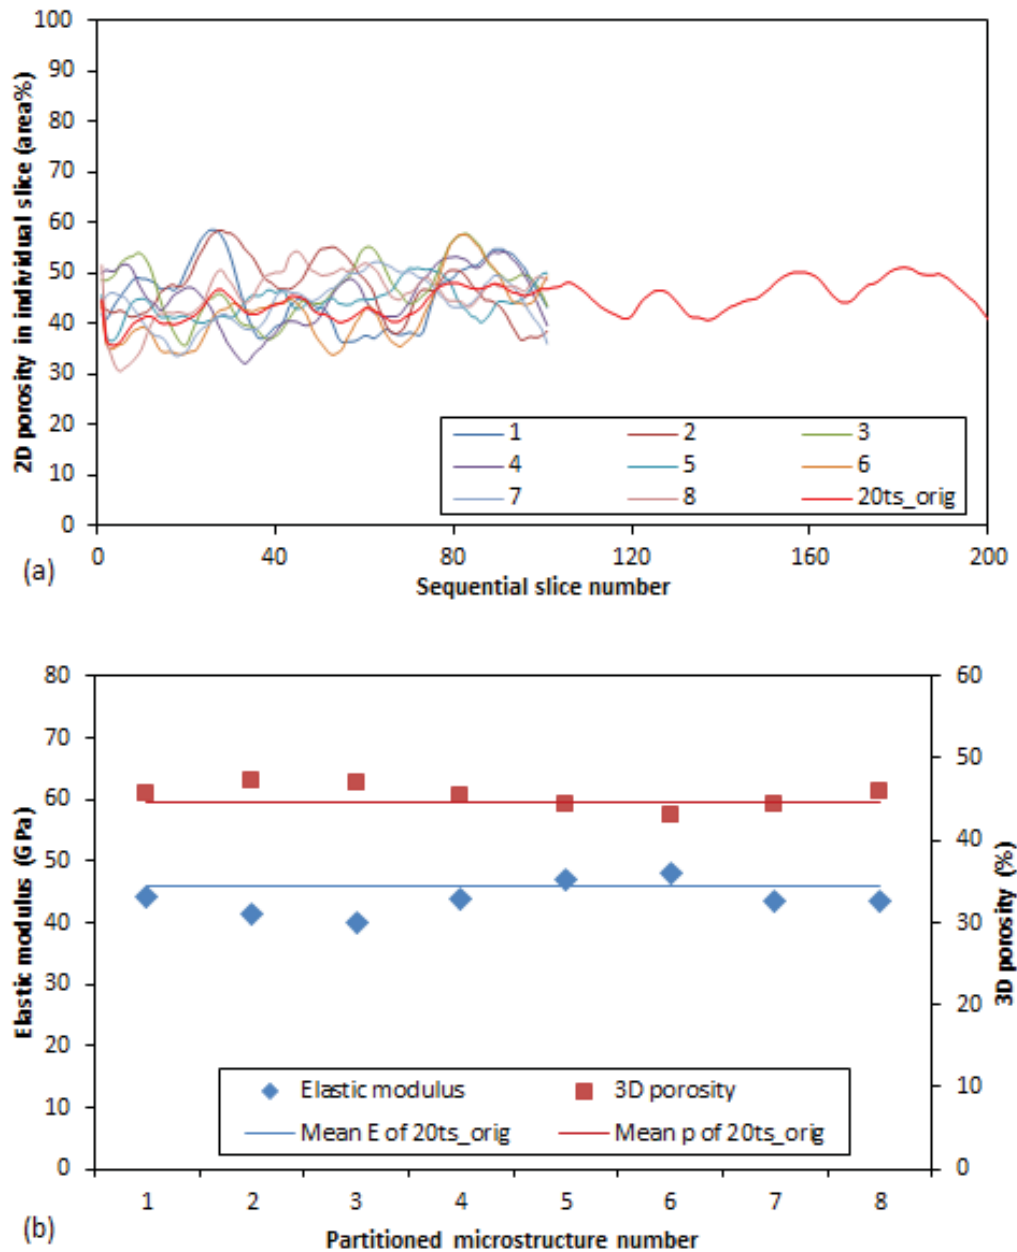 100
90
80
70
60
50
40
30
20
10
0
2D porosity in individual slice (area%)
1 2 3
4 5 6
7 8 20ts_orig
0 40 80 120 160 200
Sequential slice number
(a)
80
70
60
50
40
30
20
10
0
Elastic modulus (GPa)
60
50
40
30
20
10
0
3D porosity (%)
Elastic modulus 3D porosity
Mean E of 20ts_orig Mean p of 20ts_orig
1 2 3 4 5 6 7 8
Partitioned microstructure number
(b)